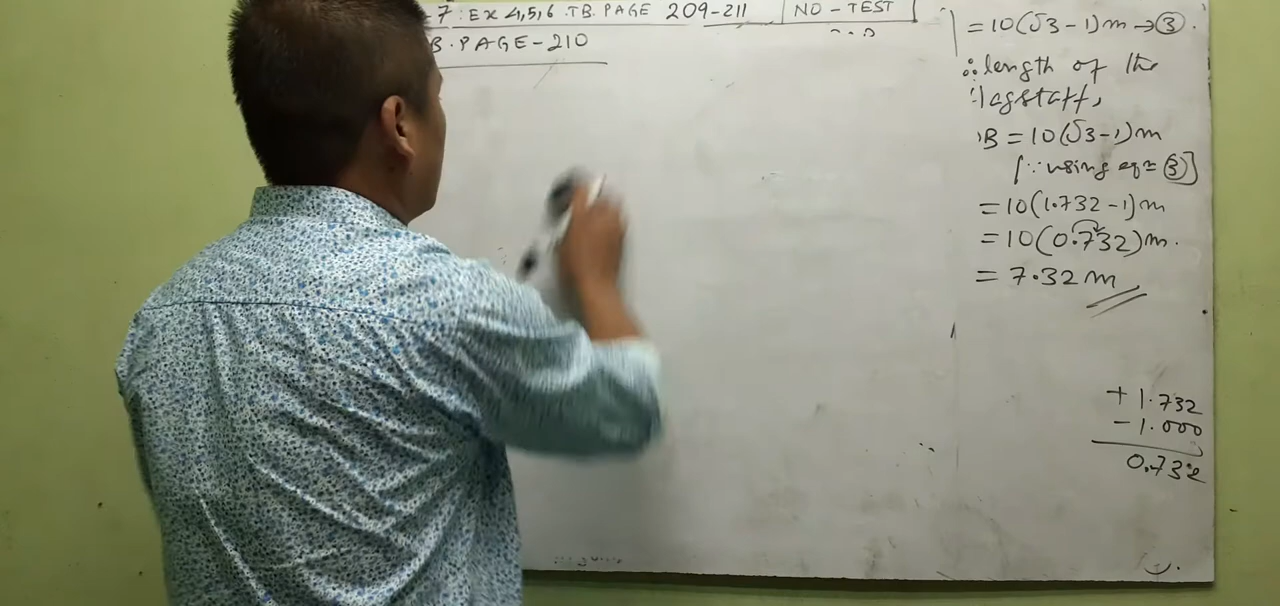 -7: EX 4,5,6 .TB. PAGE 209-211 NO - TEST
B. PAGE-210
= 10(√3-1)m → ③.
∴ length of the
flagstaff,
B = 10(√3-1)m
[∵ using eqn ③]
= 10(1.732-1)m
= 10(0.732)m.
= 7.32 m
+ 1.732
- 1.000
0.732